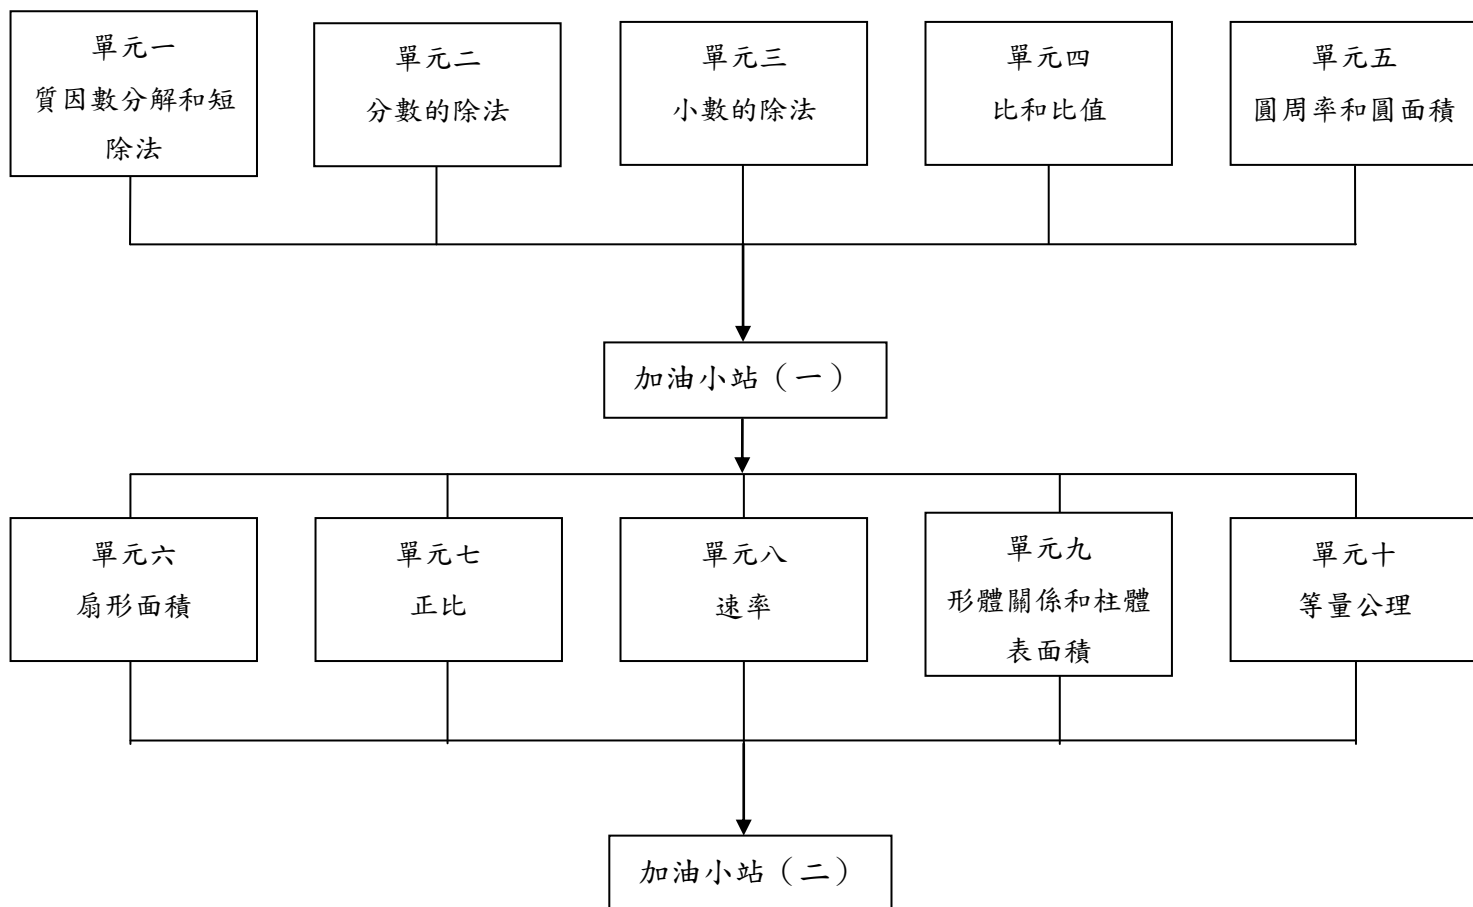 單元一
質因數分解和短
除法
單元二
分數的除法
單元三
小數的除法
單元四
比和比值
單元五
圓周率和圓面積
加油小站（一）
單元六
扇形面積
單元七
正比
單元八
速率
單元九
形體關係和柱體
表面積
單元十
等量公理
加油小站（二）